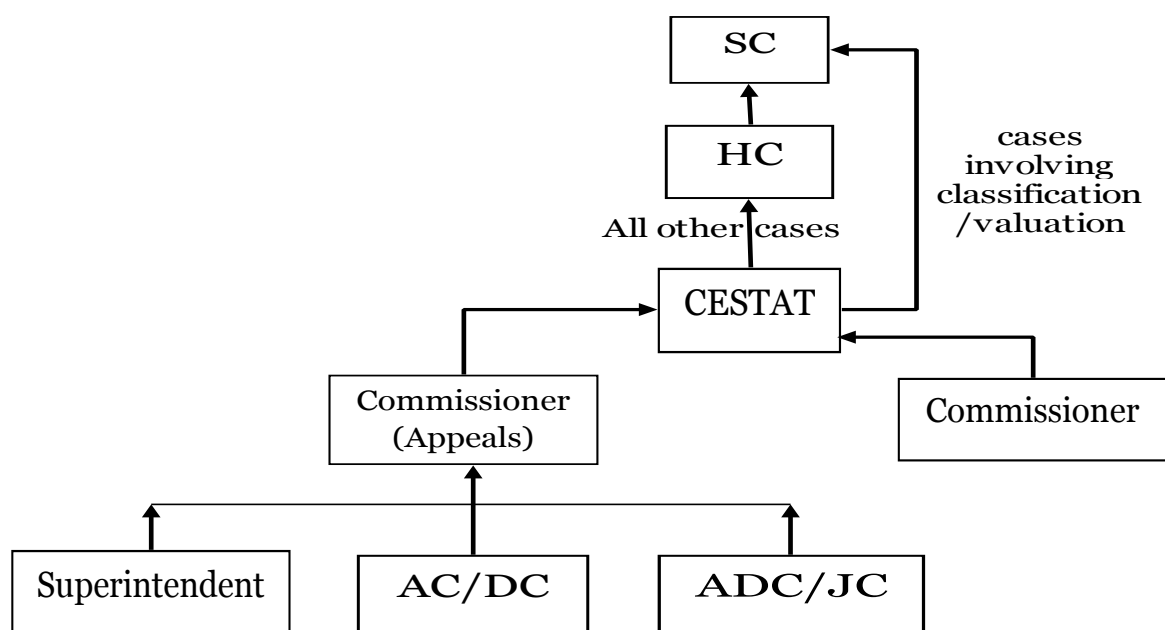 SC
HC
cases
involving
classification
/valuation
All other cases
CESTAT
Commissioner
(Appeals)
Commissioner
Superintendent
AC/DC
ADC/JC